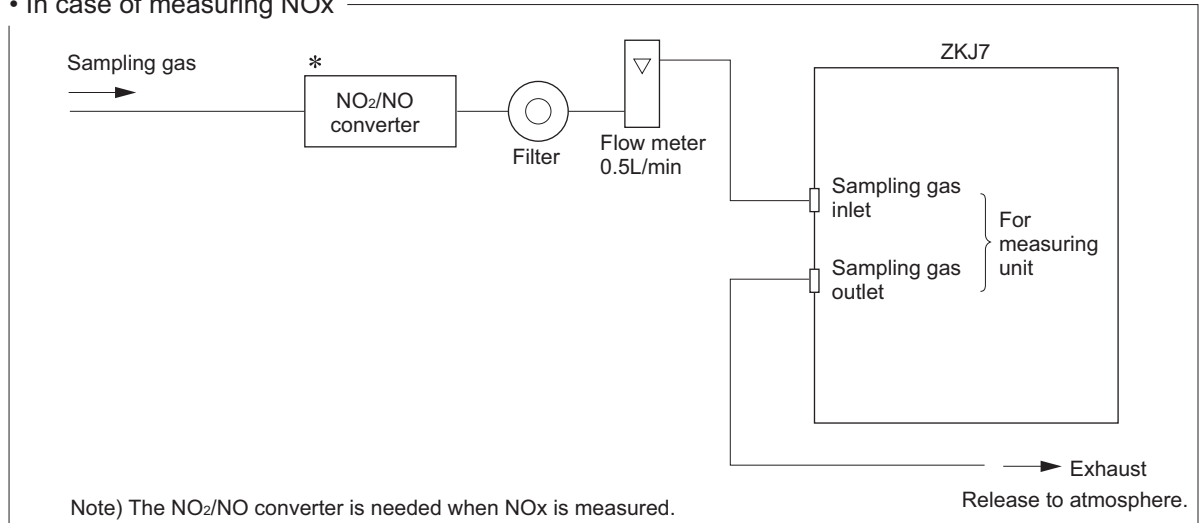 • In case of measuring NOx
Sampling gas
*
NO₂/NO
converter
Filter
Flow meter
0.5L/min
ZKJ7
Sampling gas
inlet
Sampling gas
outlet
For
measuring
unit
Exhaust
Release to atmosphere.
Note) The NO₂/NO converter is needed when NOx is measured.